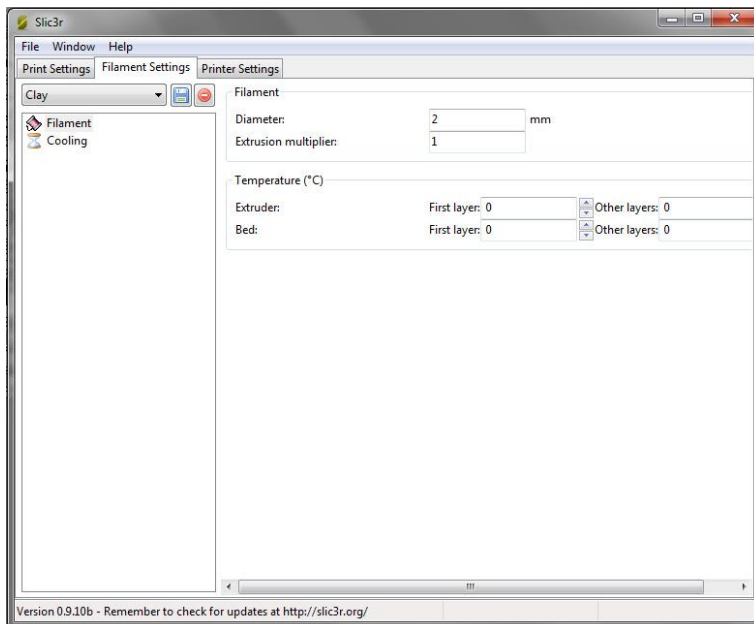 Slic3r
File Window Help
Print Settings Filament Settings Printer Settings
Clay
Filament
Cooling
Filament
Diameter: 2 mm
Extrusion multiplier: 1
Temperature (°C)
Extruder: First layer: 0 Other layers: 0
Bed: First layer: 0 Other layers: 0
Version 0.9.10b - Remember to check for updates at http://slic3r.org/